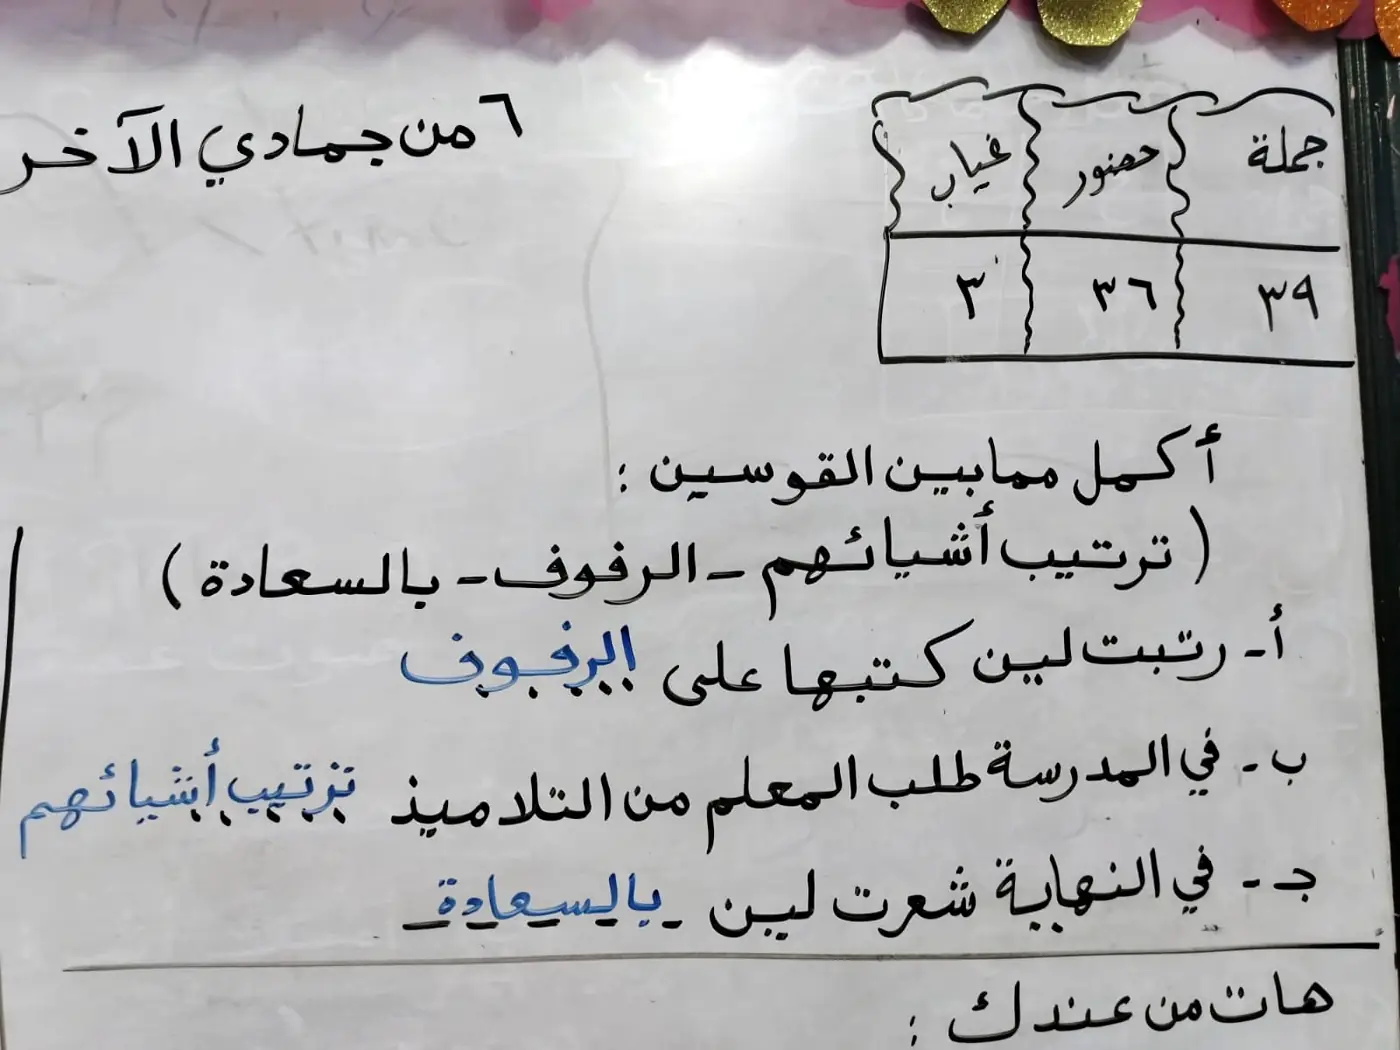 ٦ من جمادي الآخر
جملة حضور غياب
٣٩ ٣٦ ٣
أكمل مما بين القوسين :
( ترتيب أشيائهم - الرفوف - بالسعادة )
أ - رتبت لين كتبها على الرفوف
ب - في المدرسة طلب المعلم من التلاميذ ترتيب أشيائهم
جـ - في النهاية شعرت لين بالسعادة
هات من عندك :